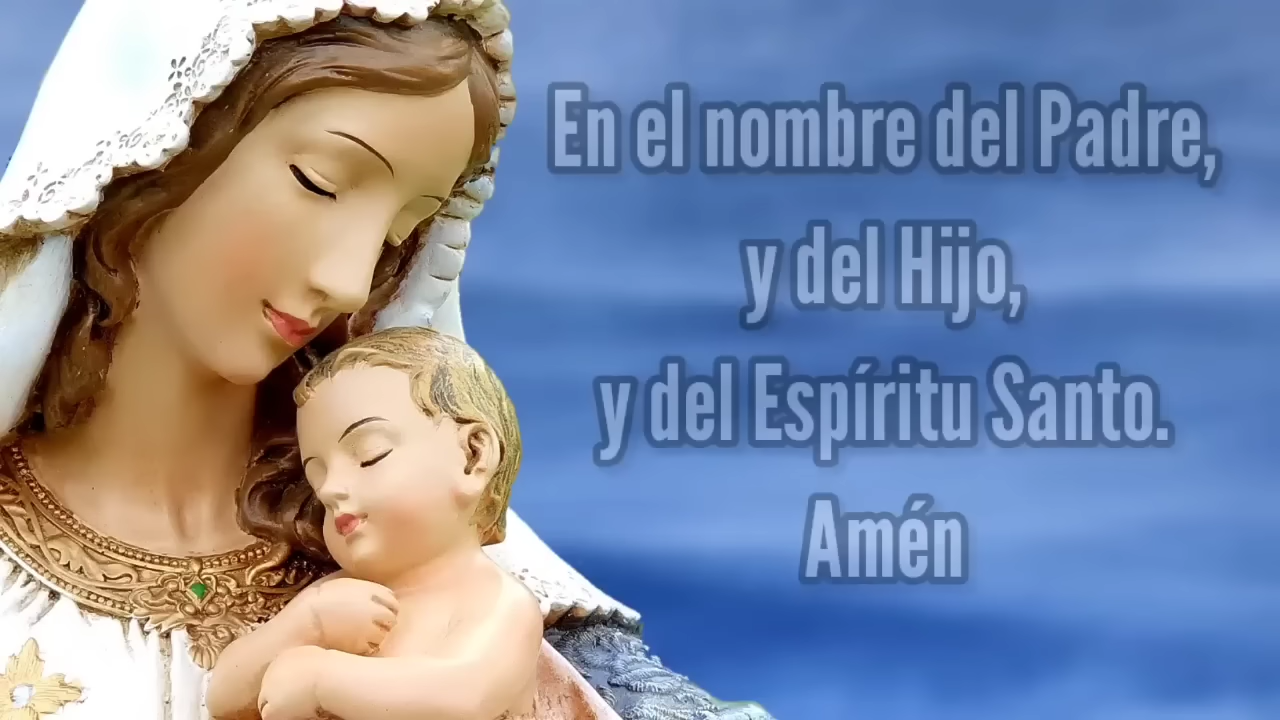 En el nombre del Padre,
y del Hijo,
y del Espíritu Santo.
Amén